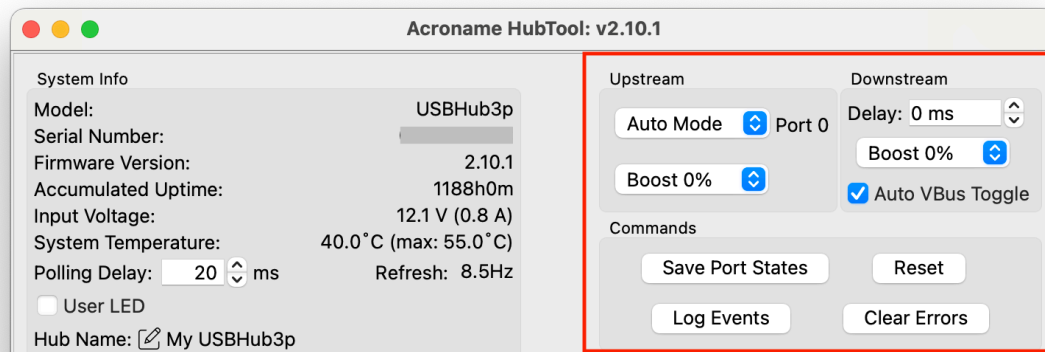 Acroname HubTool: v2.10.1
System Info
Model: USBHub3p
Serial Number:
Firmware Version: 2.10.1
Accumulated Uptime: 1188h0m
Input Voltage: 12.1 V (0.8 A)
System Temperature: 40.0°C (max: 55.0°C)
Polling Delay: 20 ms Refresh: 8.5Hz
User LED
Hub Name: My USBHub3p
Upstream
Auto Mode Port 0
Boost 0%
Downstream
Delay: 0 ms
Boost 0%
Auto VBus Toggle
Commands
Save Port States Reset
Log Events Clear Errors